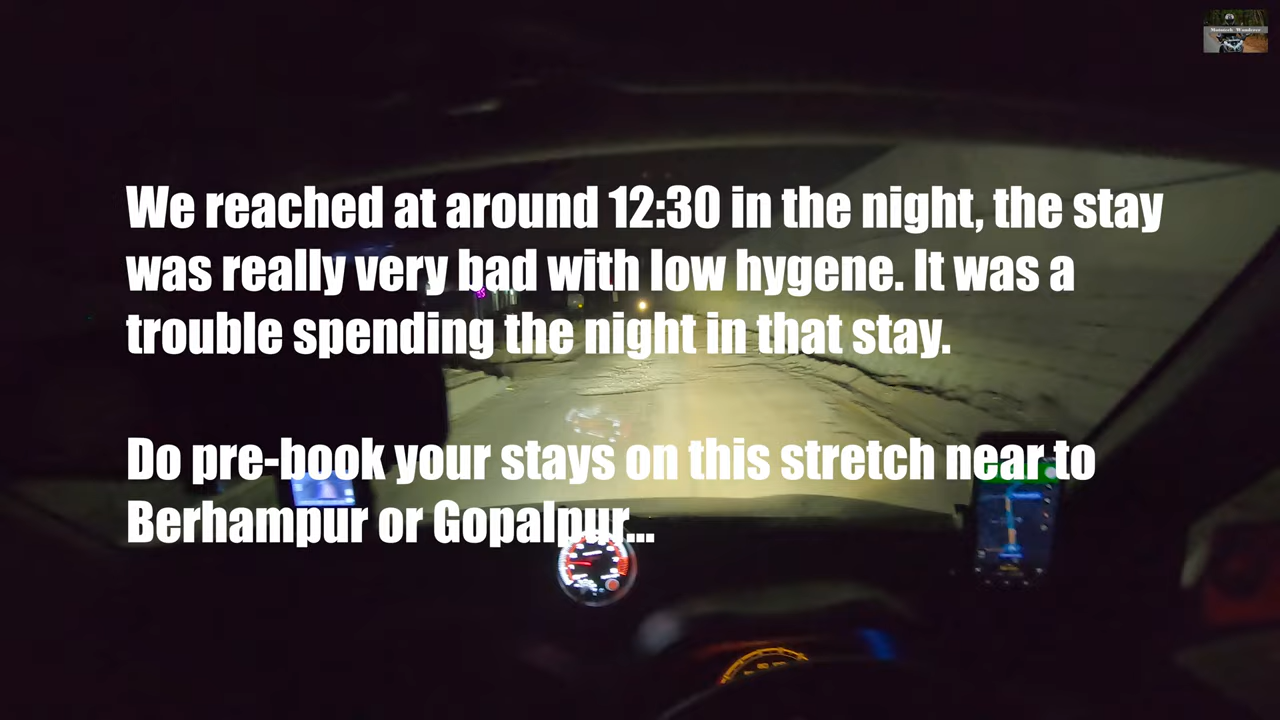 We reached at around 12:30 in the night, the stay
was really very bad with low hygene. It was a
trouble spending the night in that stay.
Do pre-book your stays on this stretch near to
Berhampur or Gopalpur...